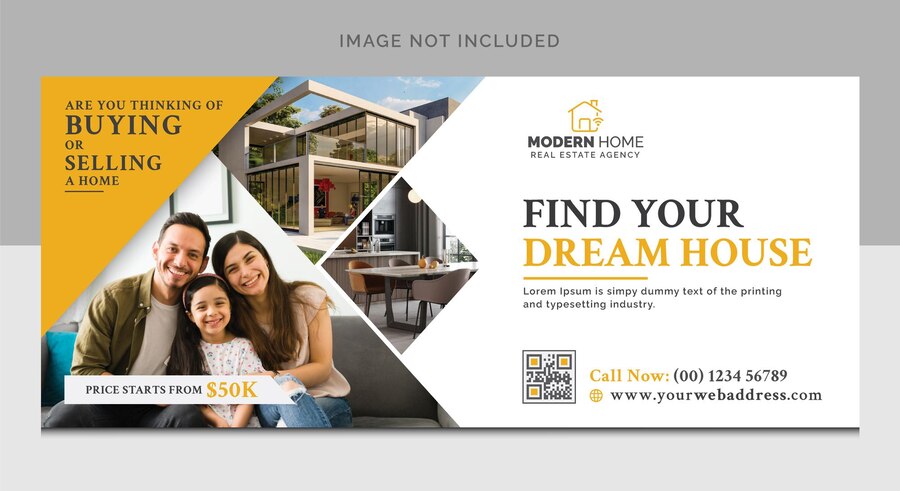 IMAGE NOT INCLUDED
ARE YOU THINKING OF
BUYING
OR
SELLING
A HOME
PRICE STARTS FROM $50K
MODERN HOME
REAL ESTATE AGENCY
FIND YOUR
DREAM HOUSE
Lorem Ipsum is simpy dummy text of the printing
and typesetting industry.
Call Now: (00) 1234 56789
www.yourwebaddress.com